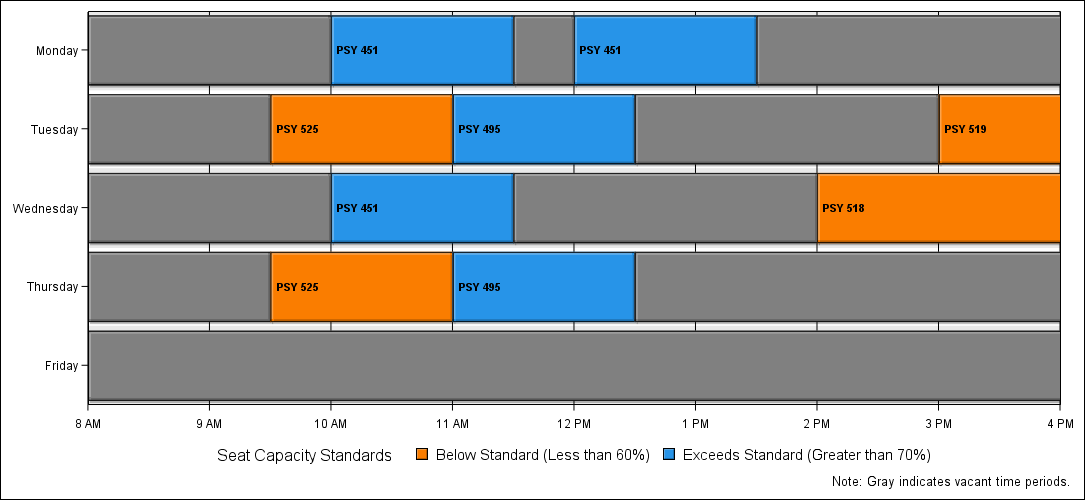 Monday
PSY 451
PSY 451
Tuesday
PSY 525
PSY 495
PSY 519
Wednesday
PSY 451
PSY 518
Thursday
PSY 525
PSY 495
Friday
8 AM 9 AM 10 AM 11 AM 12 PM 1 PM 2 PM 3 PM 4 PM
Seat Capacity Standards Below Standard (Less than 60%) Exceeds Standard (Greater than 70%)
Note: Gray indicates vacant time periods.